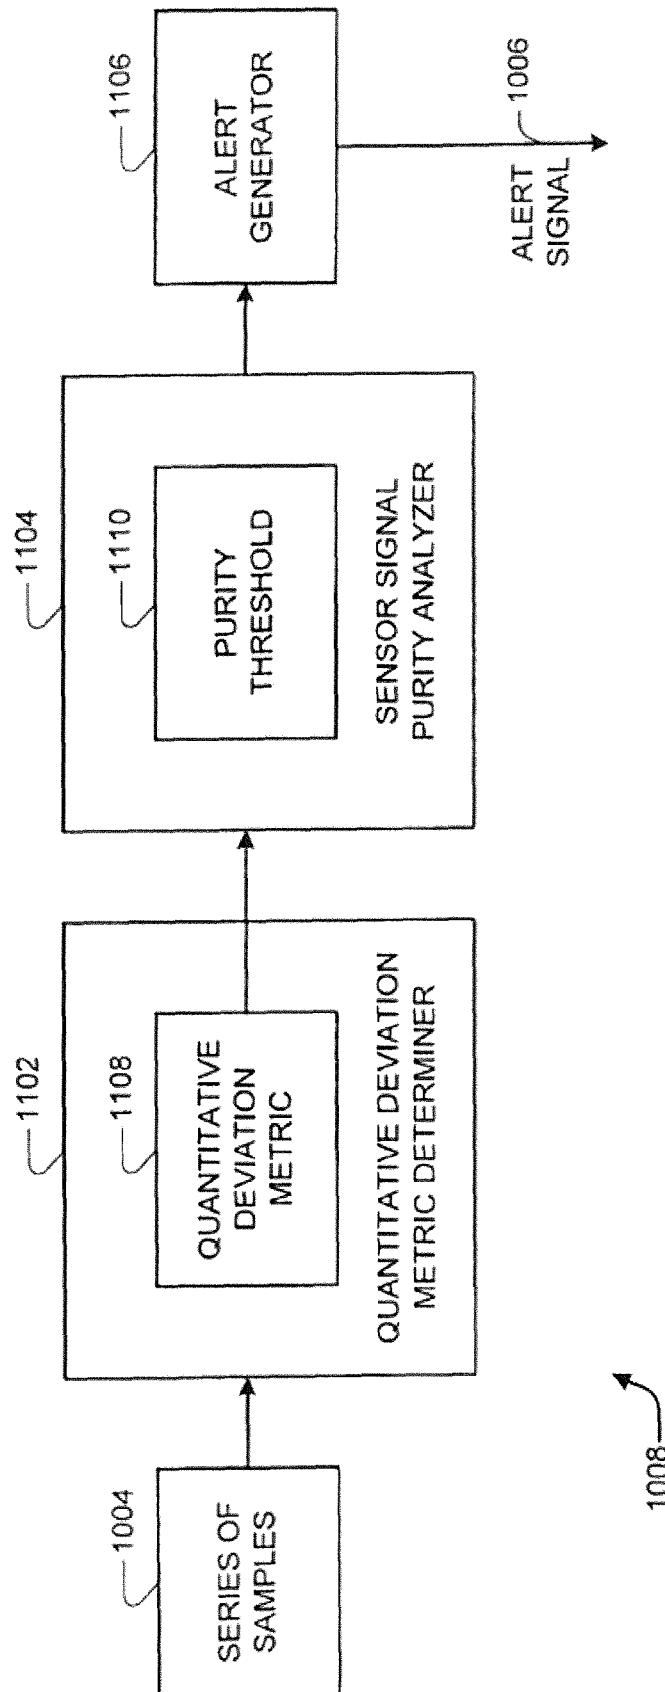 1004
SERIES OF
SAMPLES
1102
1108
QUANTITATIVE
DEVIATION
METRIC
QUANTITATIVE DEVIATION
METRIC DETERMINER
1104
1110
PURITY
THRESHOLD
SENSOR SIGNAL
PURITY ANALYZER
1106
ALERT
GENERATOR
1006
ALERT
SIGNAL
1008